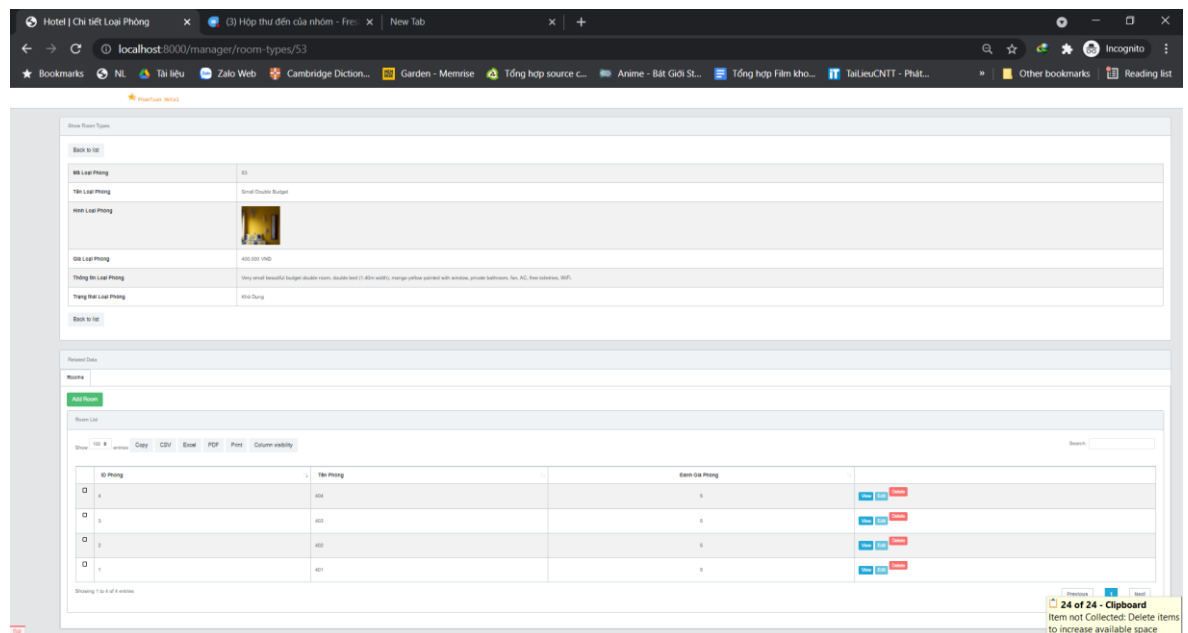 Hotel | Chi tiết Loại Phòng
(3) Hộp thư đến của nhóm - Fres
New Tab
localhost:8000/manager/room-types/53
Incognito
Bookmarks NL Tài liệu Zalo Web Cambridge Diction... Garden - Memrise Tổng hợp source c... Anime - Bất Giới St... Tổng hợp Film kho... TaiLieuCNTT - Phát... » Other bookmarks Reading list
Hotel
Show Room Types
Back to list
Mã Loại Phòng 53
Tên Loại Phòng Small Double Budget
Hình Loại Phòng
Giá Loại Phòng 400,000 VND
Thông tin Loại Phòng Very small beautiful budget double room, double bed (1.40m width), mango yellow painted with window, private bathroom, fan, AC, free toiletries, WiFi.
Trạng thái Loại Phòng Khả Dụng
Back to list
Related Data
Rooms
Add Room
Room List
Show 100 entries Copy CSV Excel PDF Print Column visibility Search:
ID Phòng Tên Phòng Đánh Giá Phòng
4 404 5 View Edit Delete
3 403 5 View Edit Delete
2 402 5 View Edit Delete
1 401 5 View Edit Delete
Showing 1 to 4 of 4 entries
Previous 1 Next
24 of 24 - Clipboard
Item not Collected: Delete items
to increase available space